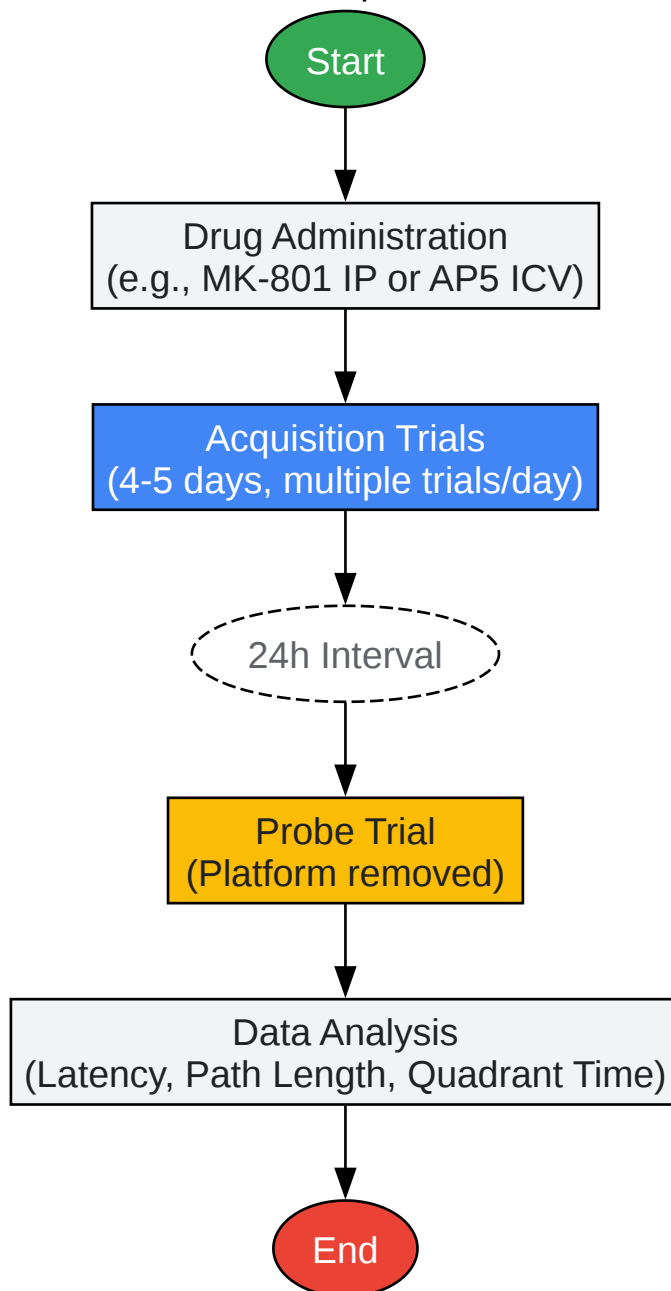 Start
Drug Administration
(e.g., MK-801 IP or AP5 ICV)
Acquisition Trials
(4-5 days, multiple trials/day)
24h Interval
Probe Trial
(Platform removed)
Data Analysis
(Latency, Path Length, Quadrant Time)
End